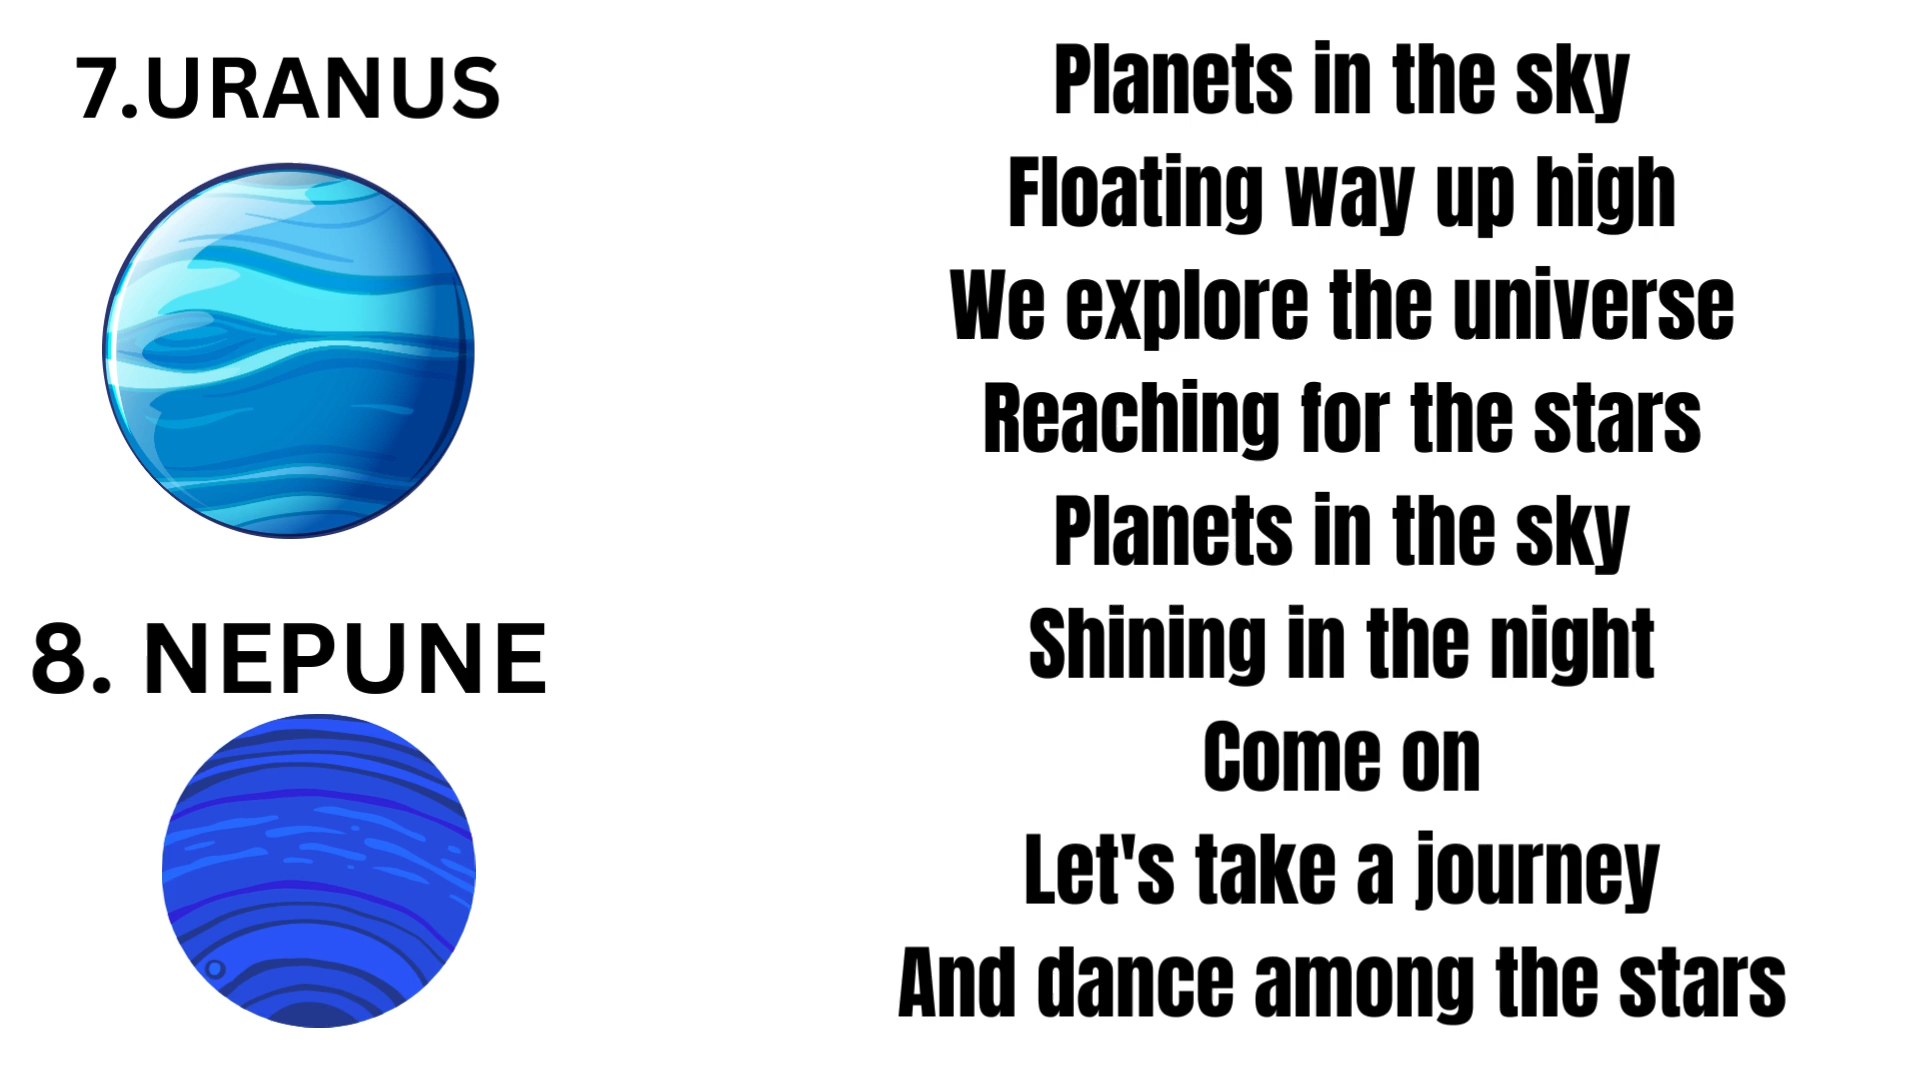 7.URANUS
8. NEPUNE
Planets in the sky
Floating way up high
We explore the universe
Reaching for the stars
Planets in the sky
Shining in the night
Come on
Let's take a journey
And dance among the stars